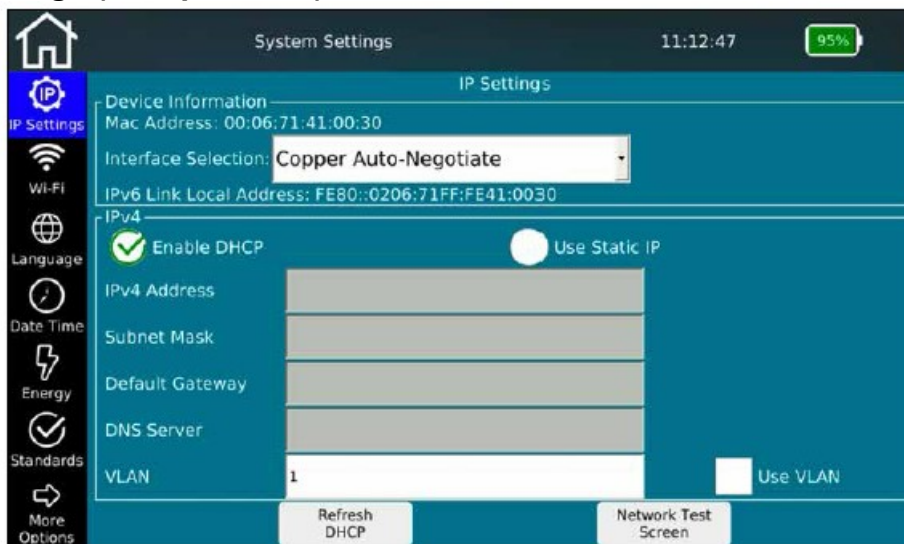 System Settings 11:12:47 95%
IP
IP Settings
Wi-Fi
Language
Date Time
Energy
Standards
More
Options
IP Settings
Device Information
Mac Address: 00:06:71:41:00:30
Interface Selection: Copper Auto-Negotiate
IPv6 Link Local Address: FE80::0206:71FF:FE41:0030
IPv4
Enable DHCP Use Static IP
IPv4 Address
Subnet Mask
Default Gateway
DNS Server
VLAN 1 Use VLAN
Refresh
DHCP
Network Test
Screen